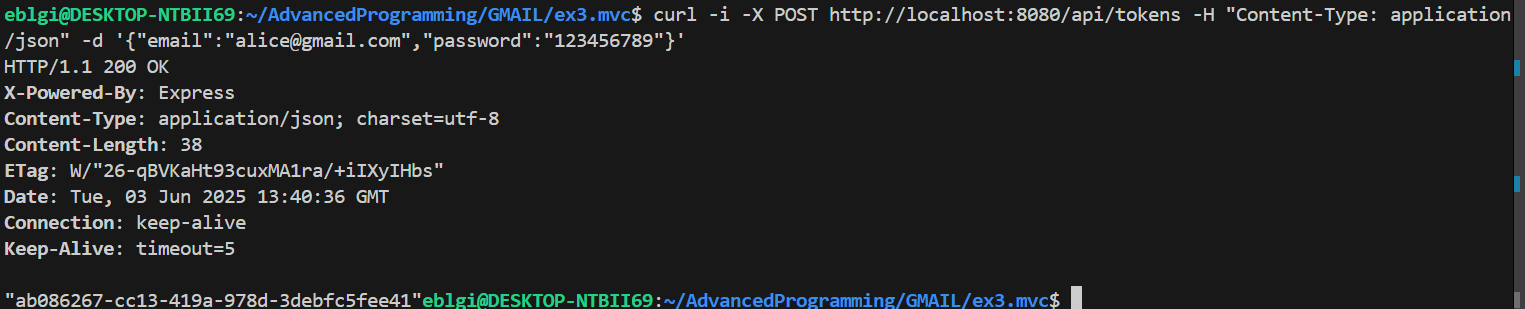 eblgi@DESKTOP-NTBII69:~/AdvancedProgramming/GMAIL/ex3.mvc$ curl -i -X POST http://localhost:8080/api/tokens -H "Content-Type: application
/json" -d '{"email":"alice@gmail.com","password":"123456789"}'
HTTP/1.1 200 OK
X-Powered-By: Express
Content-Type: application/json; charset=utf-8
Content-Length: 38
ETag: W/"26-qBVKaHt93cuxMA1ra/+iIXyIHbs"
Date: Tue, 03 Jun 2025 13:40:36 GMT
Connection: keep-alive
Keep-Alive: timeout=5
"ab086267-cc13-419a-978d-3debfc5fee41"eblgi@DESKTOP-NTBII69:~/AdvancedProgramming/GMAIL/ex3.mvc$